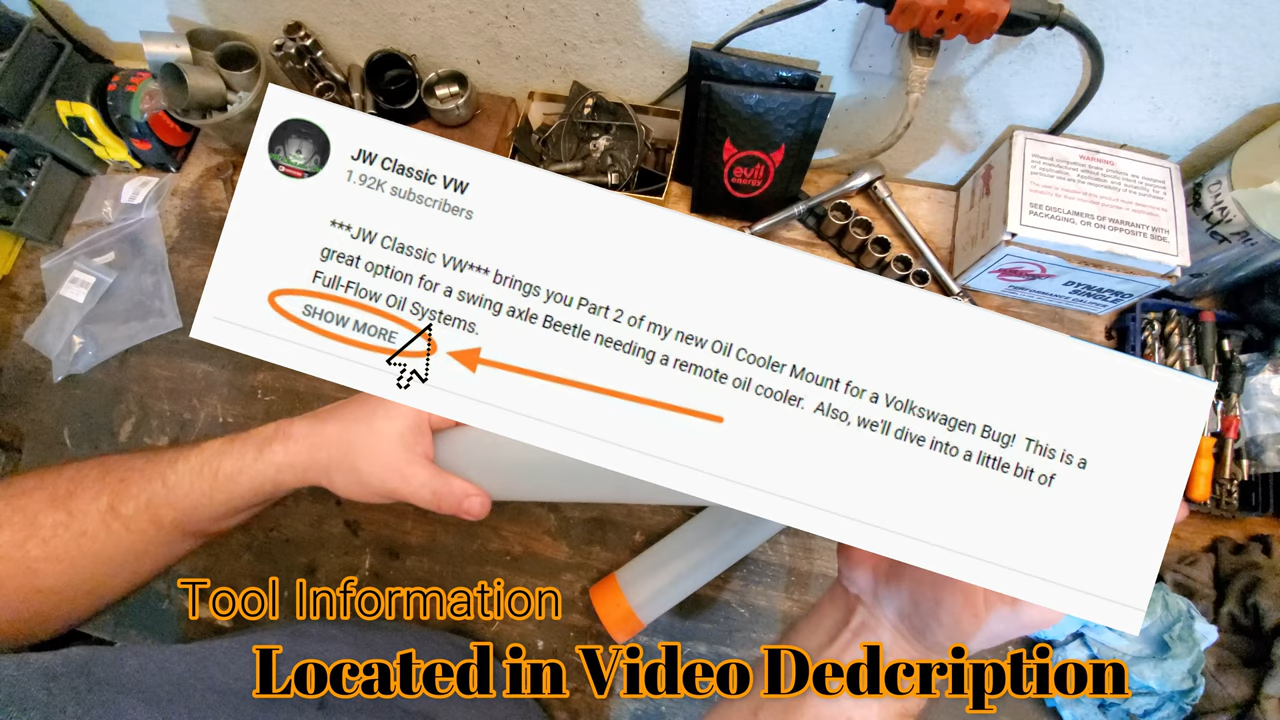 JW Classic VW
1.92K subscribers
***JW Classic VW*** brings you Part 2 of my new Oil Cooler Mount for a Volkswagen Bug! This is a
great option for a swing axle Beetle needing a remote oil cooler. Also, we'll dive into a little bit of
Full-Flow Oil Systems.
SHOW MORE
evil
energy
WARNING:
SEE DISCLAIMERS OF WARRANTY WITH
PACKAGING, OR ON OPPOSITE SIDE.
DYNAPRO
SINGLE
Tool Information
Located in Video Dedcription